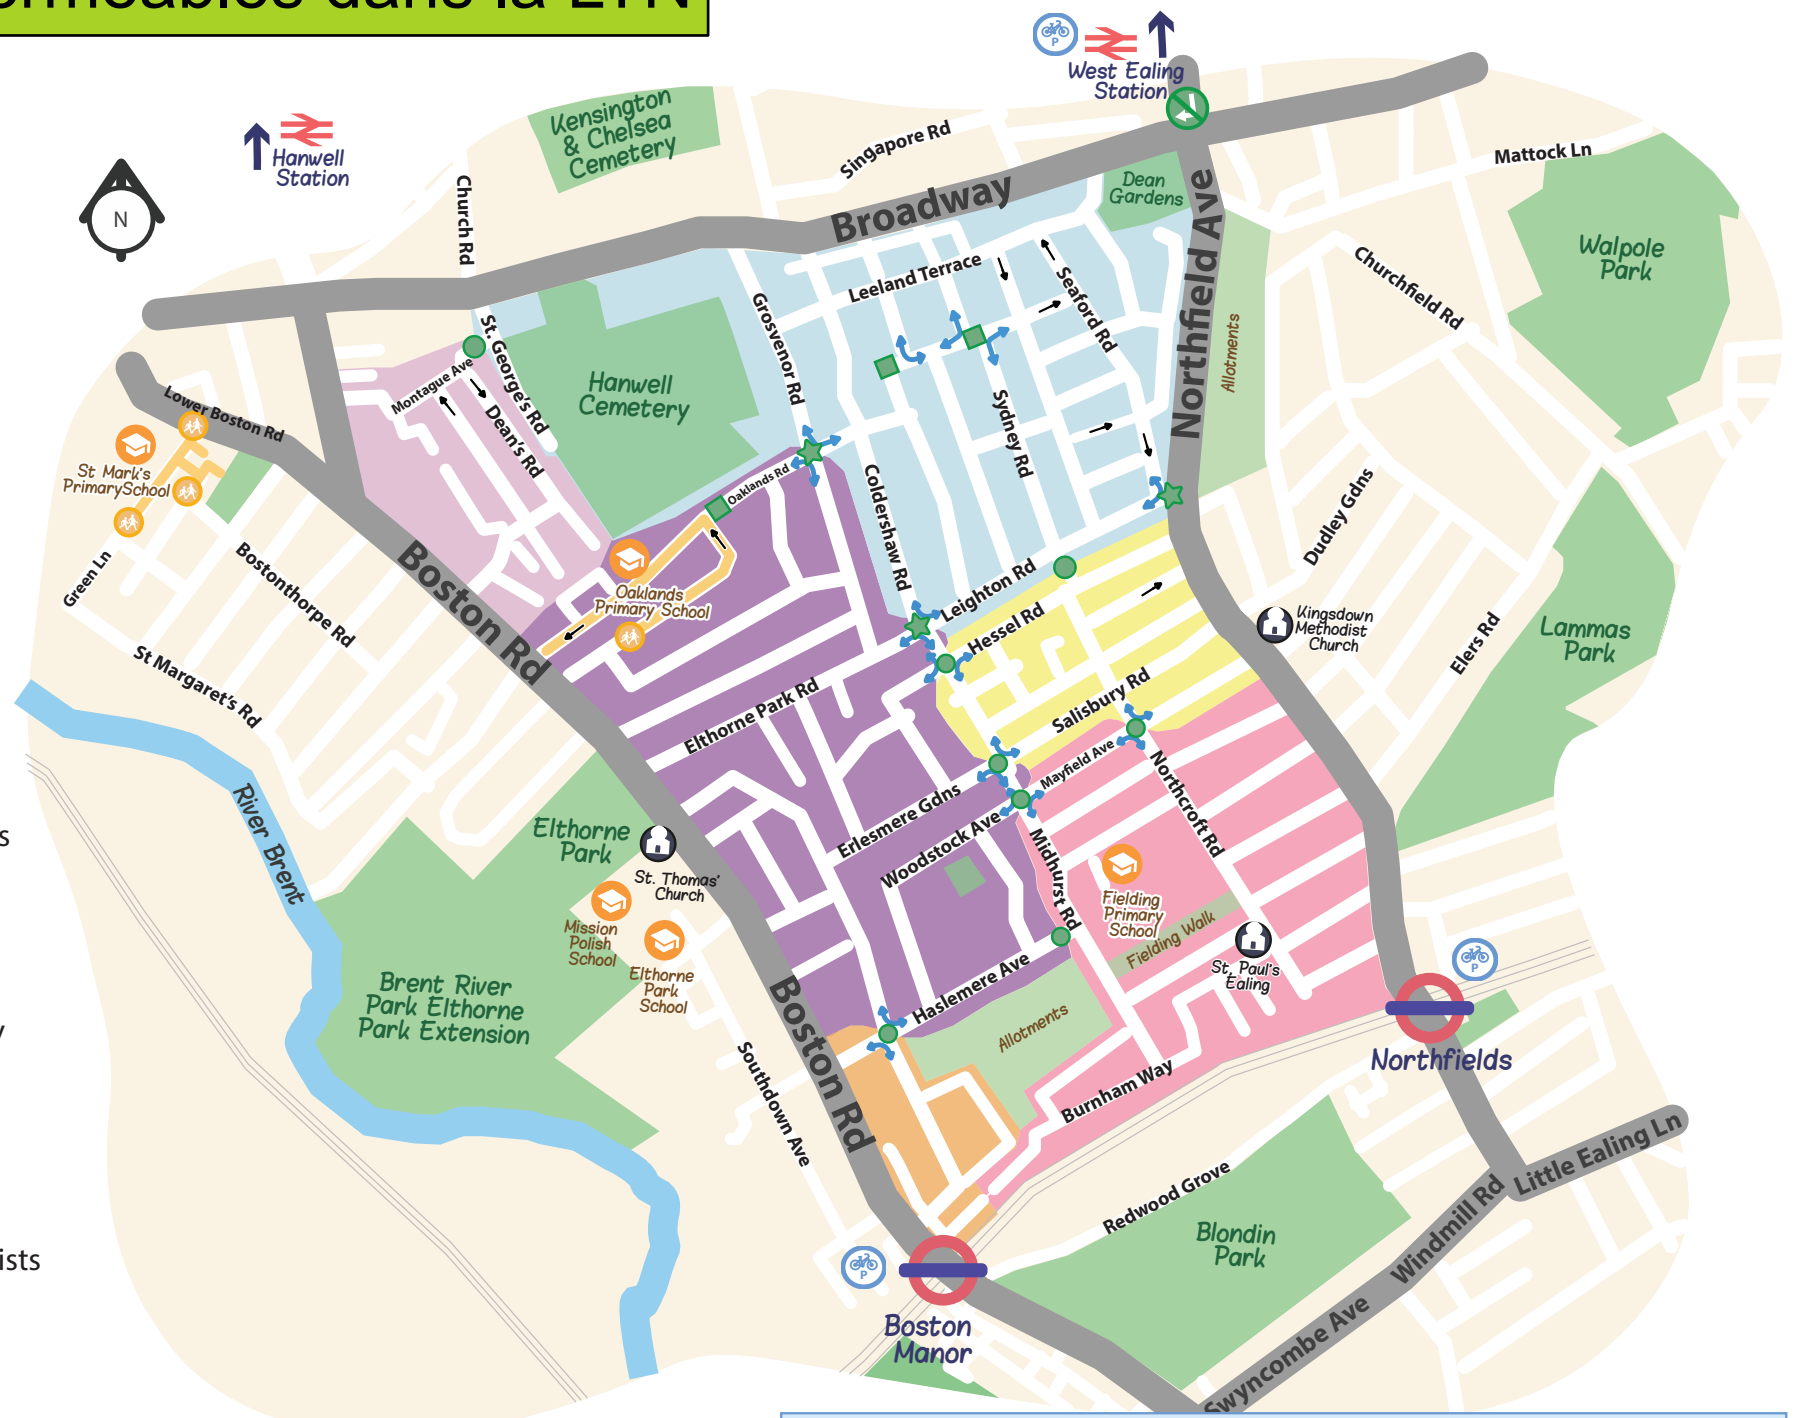 erméables dans la LTN
West Ealing
Station
P
Hanwell
Station
Kensington
& Chelsea
Cemetery
Singapore Rd
Church Rd
N
Broadway
Dean
Gardens
Mattock Ln
Walpole
Park
Churchfield Rd
Northfield Ave
Allotments
Leeland Terrace
Seaford Rd
Grosvenor Rd
St. George's Rd
Montague Ave
Dean's Rd
Hanwell
Cemetery
Sydney Rd
Lower Boston Rd
St Mark's
PrimarySchool
Green Ln
Bostonthorpe Rd
St Margaret's Rd
Boston Rd
Oaklands Rd
Oaklands
Primary School
Coldershaw Rd
Leighton Rd
Hessel Rd
Dudley Gdns
Kingsdown
Methodist
Church
Elers Rd
Lammas
Park
Salisbury Rd
Elthorne Park Rd
Mayfield Ave
Northcroft Rd
Erlesmere Gdns
Woodstock Ave
Midhurst Rd
River Brent
s
Elthorne
Park
St. Thomas'
Church
Mission
Polish
School
Elthorne
Park
School
Fielding
Primary
School
Fielding Walk
St. Paul's
Ealing
Brent River
Park Elthorne
Park Extension
y
Boston Rd
Haslemere Ave
Allotments
P
Northfields
Southdown Ave
Burnham Way
Redwood Grove
Little Ealing Ln
Windmill Rd
Blondin
Park
ists
P
Boston
Manor
Swyncombe Ave